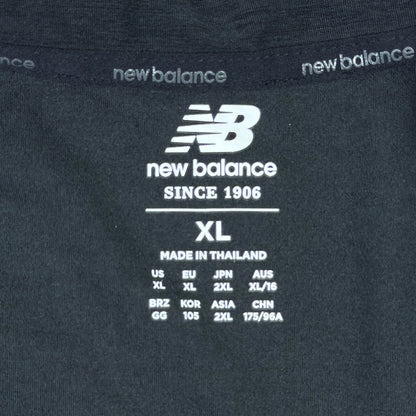 new balance new balance
NB
new balance
SINCE 1906
XL
MADE IN THAILAND
US EU JPN AUS
XL XL 2XL XL/16
BRZ KOR ASIA CHN
GG 105 2XL 175/96A